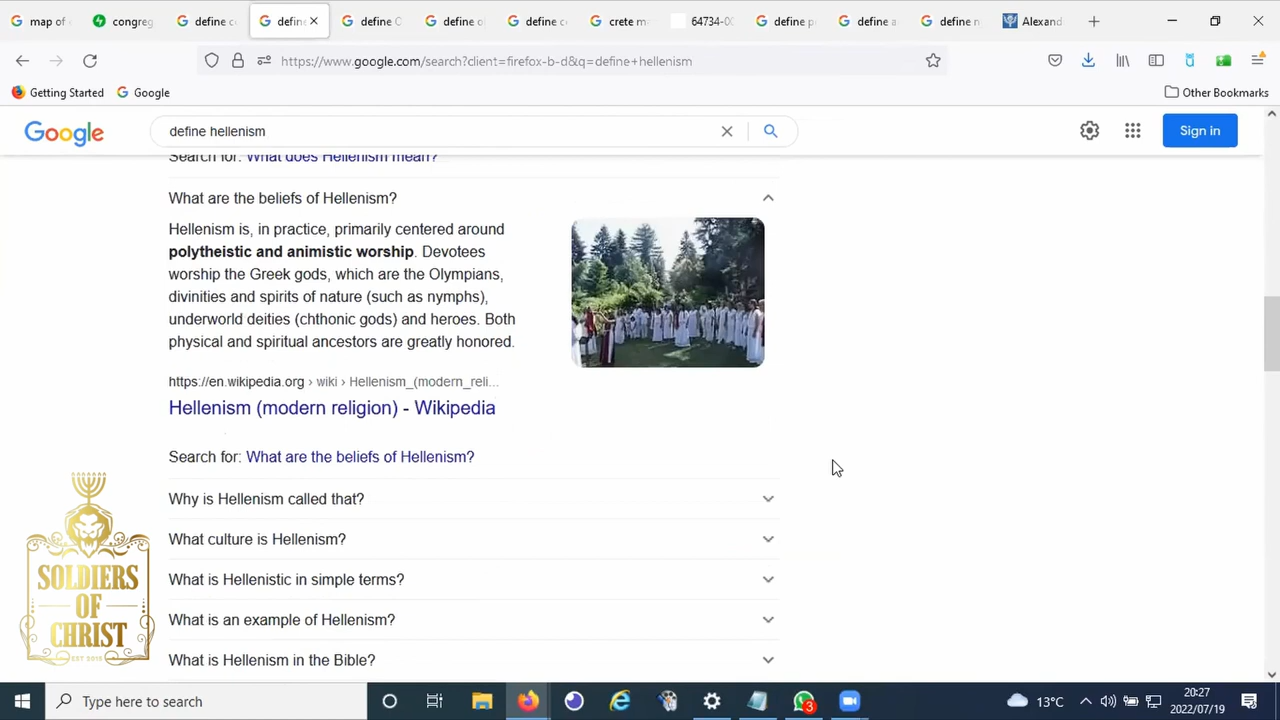 map of
congreg
define co
define
define C
define ol
define co
crete m
64734-00
define p
define a
define n
Alexand
https://www.google.com/search?client=firefox-b-d&q=define+hellenism
Getting Started
Google
Other Bookmarks
Google
define hellenism
Sign in
Search for: What does Hellenism mean?
What are the beliefs of Hellenism?
Hellenism is, in practice, primarily centered around
polytheistic and animistic worship. Devotees
worship the Greek gods, which are the Olympians,
divinities and spirits of nature (such as nymphs),
underworld deities (chthonic gods) and heroes. Both
physical and spiritual ancestors are greatly honored.
https://en.wikipedia.org › wiki › Hellenism_(modern_reli...
Hellenism (modern religion) - Wikipedia
Search for: What are the beliefs of Hellenism?
Why is Hellenism called that?
What culture is Hellenism?
What is Hellenistic in simple terms?
What is an example of Hellenism?
What is Hellenism in the Bible?
SOLDIERS
OF
CHRIST
EST 2015
Type here to search
3
13°C
20:27
2022/07/19